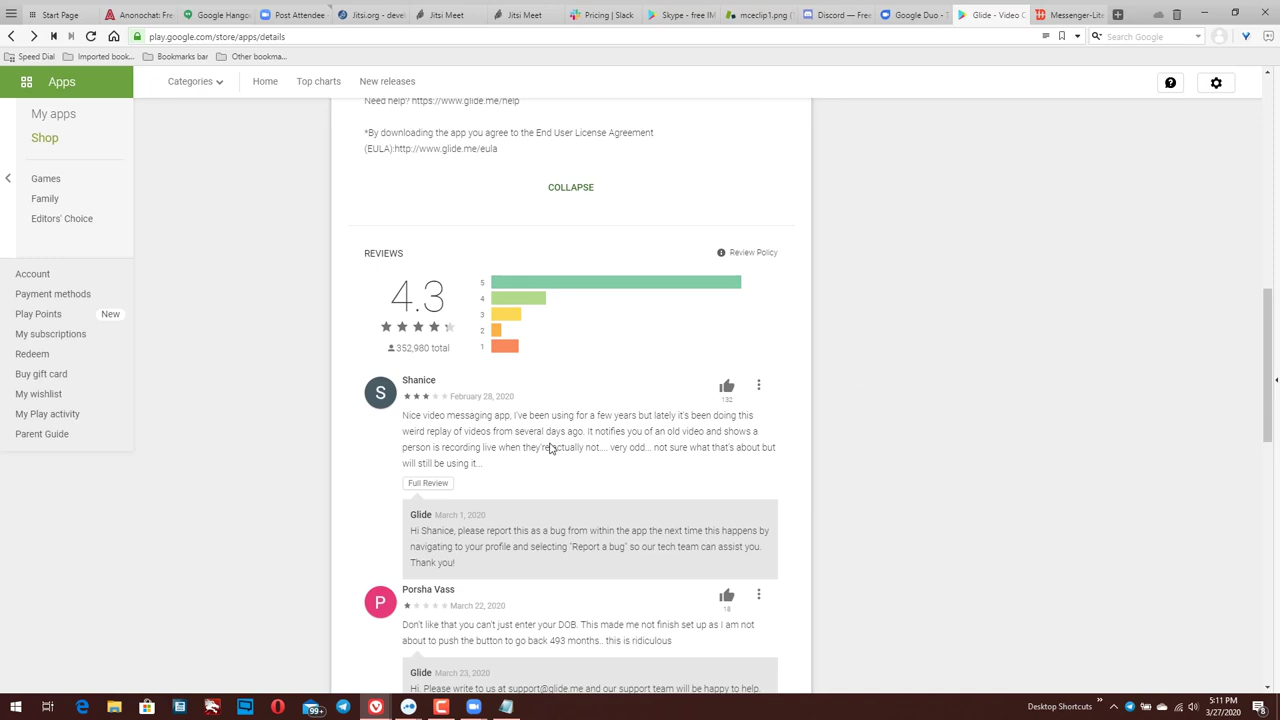 Anonchat: Fre
Google Hango
Post Attendee
Jitsi.org - deve
Jitsi Meet
Jitsi Meet
Pricing | Slack
Skype - free IM
mceclip1.png (
Discord — Free
Google Duo - T
Glide - Video C
Messenger-Lite
play.google.com/store/apps/details
Search Google
Speed Dial
Imported book...
Bookmarks bar
Other bookma...
Apps
Categories
Home
Top charts
New releases
My apps
Shop
Games
Family
Editors' Choice
Account
Payment methods
Play Points New
My subscriptions
Redeem
Buy gift card
My wishlist
My Play activity
Parent Guide
Need help? https://www.glide.me/help
*By downloading the app you agree to the End User License Agreement
(EULA):http://www.glide.me/eula
COLLAPSE
REVIEWS
Review Policy
4.3
352,980 total
5
4
3
2
1
S
Shanice
February 28, 2020
132
Nice video messaging app, I've been using for a few years but lately it's been doing this
weird replay of videos from several days ago. It notifies you of an old video and shows a
person is recording live when they're actually not.... very odd... not sure what that's about but
will still be using it...
Full Review
Glide March 1, 2020
Hi Shanice, please report this as a bug from within the app the next time this happens by
navigating to your profile and selecting "Report a bug" so our tech team can assist you.
Thank you!
P
Porsha Vass
March 22, 2020
18
Don't like that you can't just enter your DOB. This made me not finish set up as I am not
about to push the button to go back 493 months.. this is ridiculous
Glide March 23, 2020
Hi. Please write to us at support@glide.me and our support team will be happy to help.
99+
Desktop Shortcuts
5:11 PM
3/27/2020
8